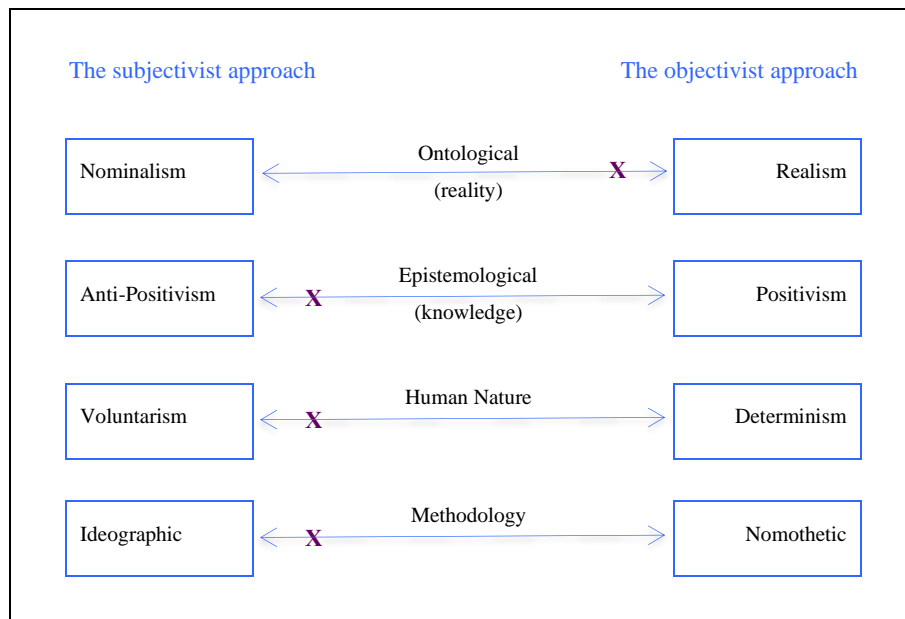 The subjectivist approach The objectivist approach
Nominalism Ontological X Realism
(reality)
Anti-Positivism X Epistemological Positivism
(knowledge)
Voluntarism X Human Nature Determinism
Ideographic X Methodology Nomothetic